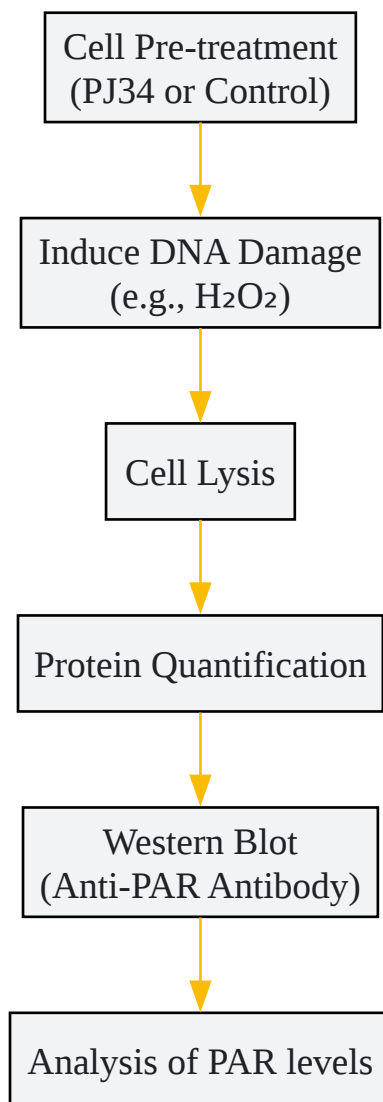 Cell Pre-treatment
(PJ34 or Control)
Induce DNA Damage
(e.g., H₂O₂)
Cell Lysis
Protein Quantification
Western Blot
(Anti-PAR Antibody)
Analysis of PAR levels